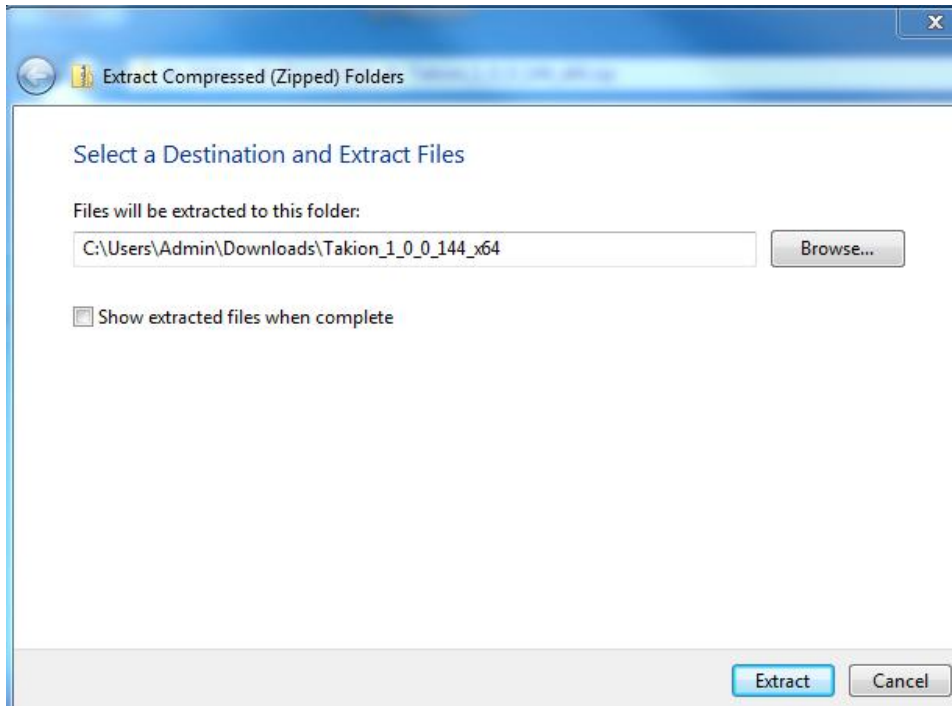 Extract Compressed (Zipped) Folders
Select a Destination and Extract Files
Files will be extracted to this folder:
C:\Users\Admin\Downloads\Takion_1_0_0_144_x64
Browse...
Show extracted files when complete
Extract
Cancel